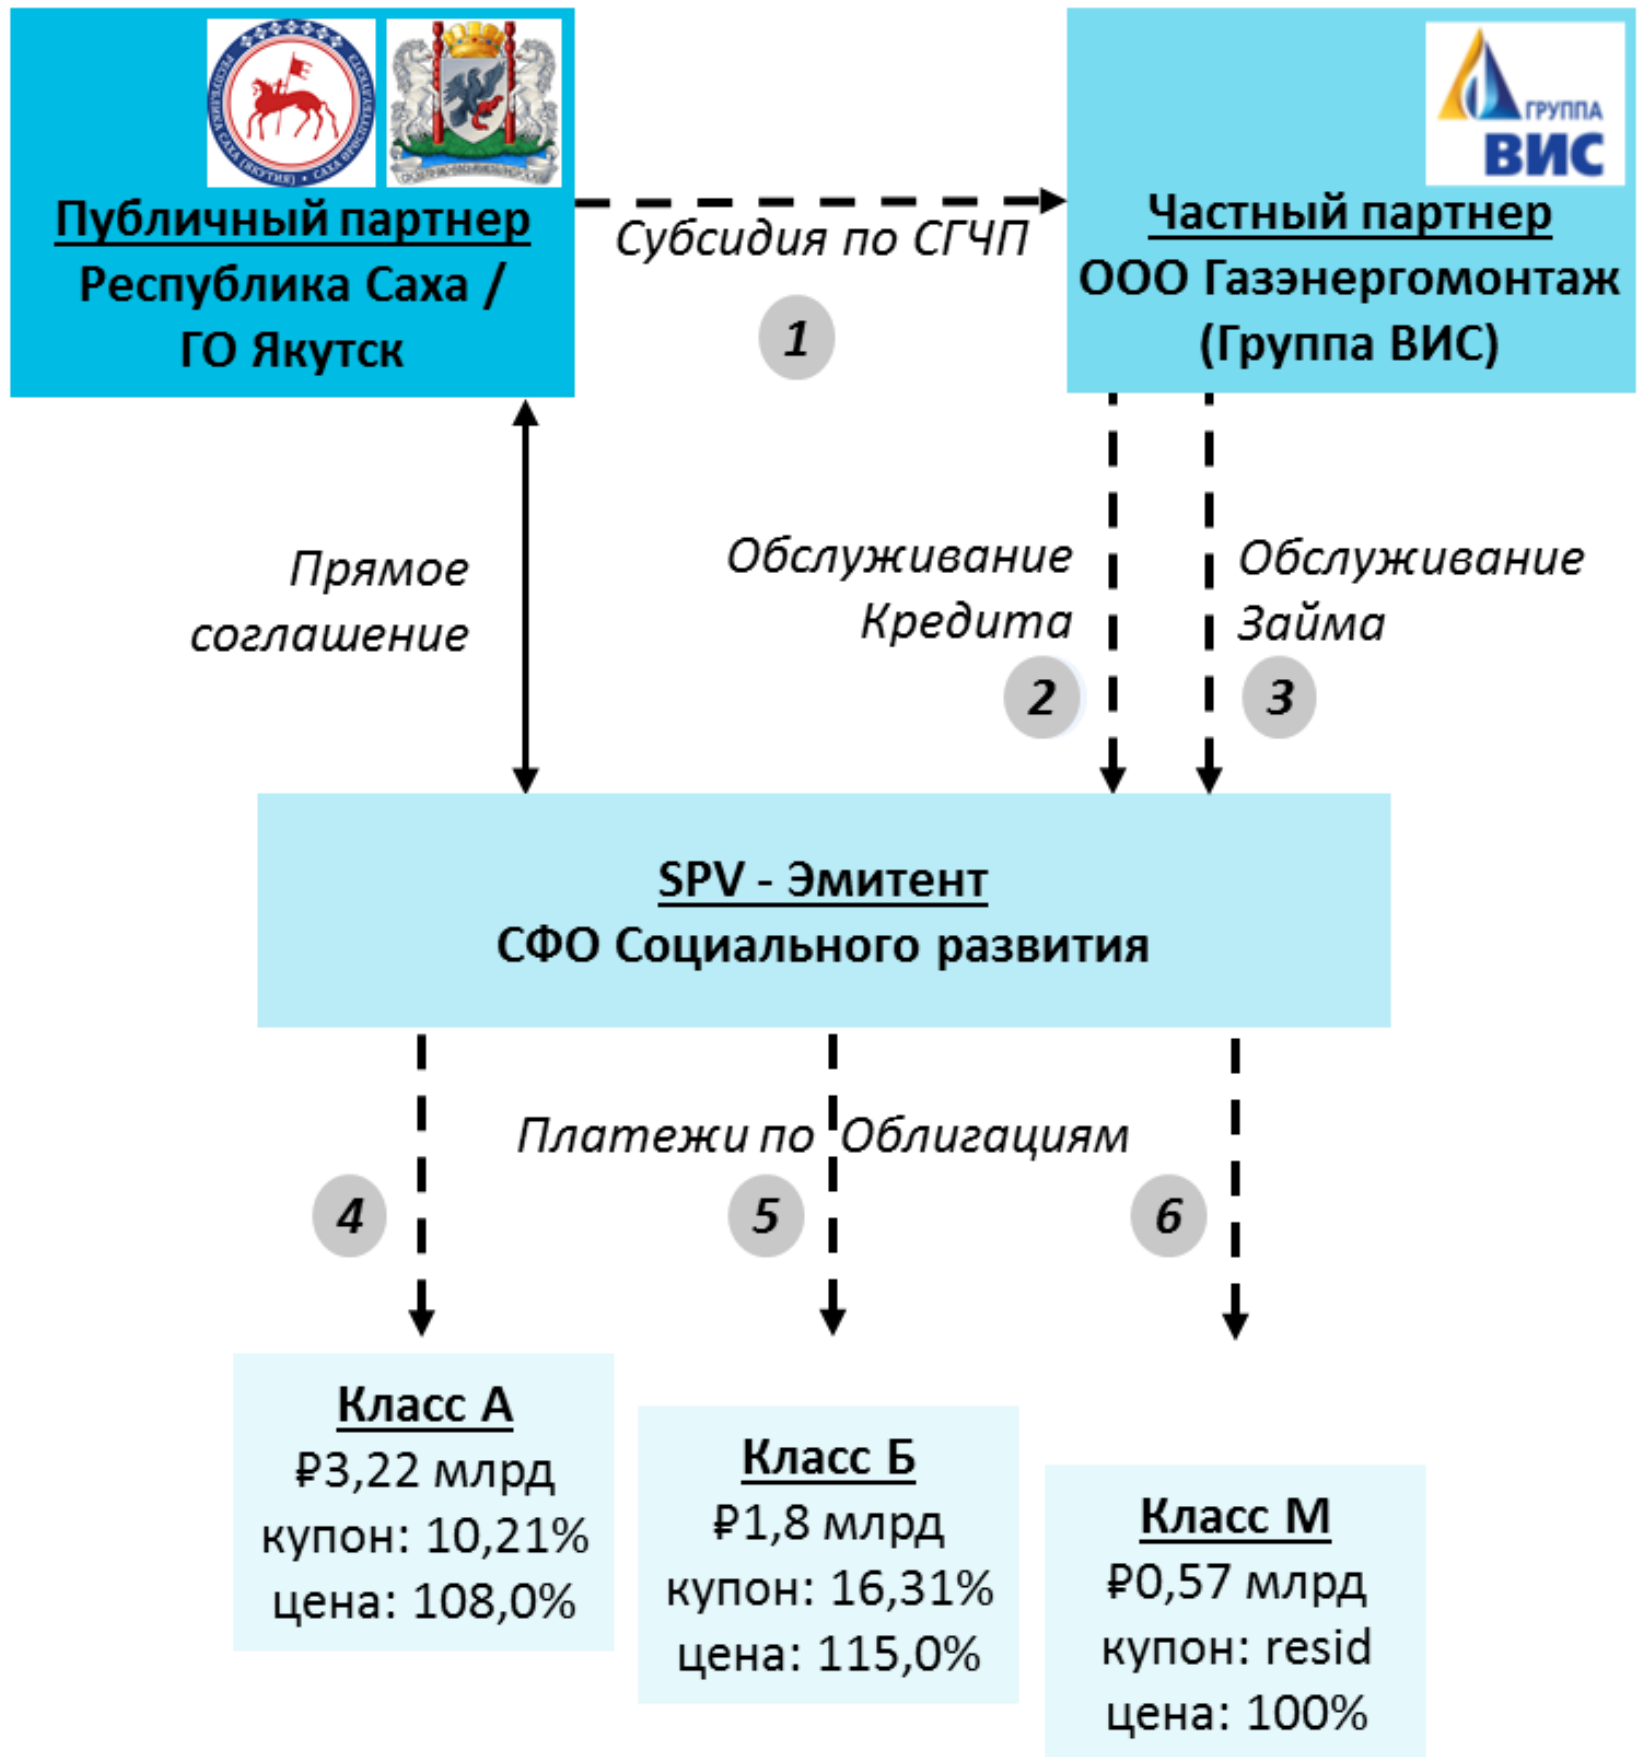 Публичный партнер
Республика Саха /
ГО Якутск
ГРУППА
ВИС
Частный партнер
ООО Газэнергомонтаж
(Группа ВИС)
Субсидия по СГЧП
1
Прямое
соглашение
Обслуживание
Кредита
2
Обслуживание
Займа
3
SPV - Эмитент
СФО Социального развития
Платежи по Облигациям
4
5
6
Класс А
₽3,22 млрд
купон: 10,21%
цена: 108,0%
Класс Б
₽1,8 млрд
купон: 16,31%
цена: 115,0%
Класс М
₽0,57 млрд
купон: resid
цена: 100%